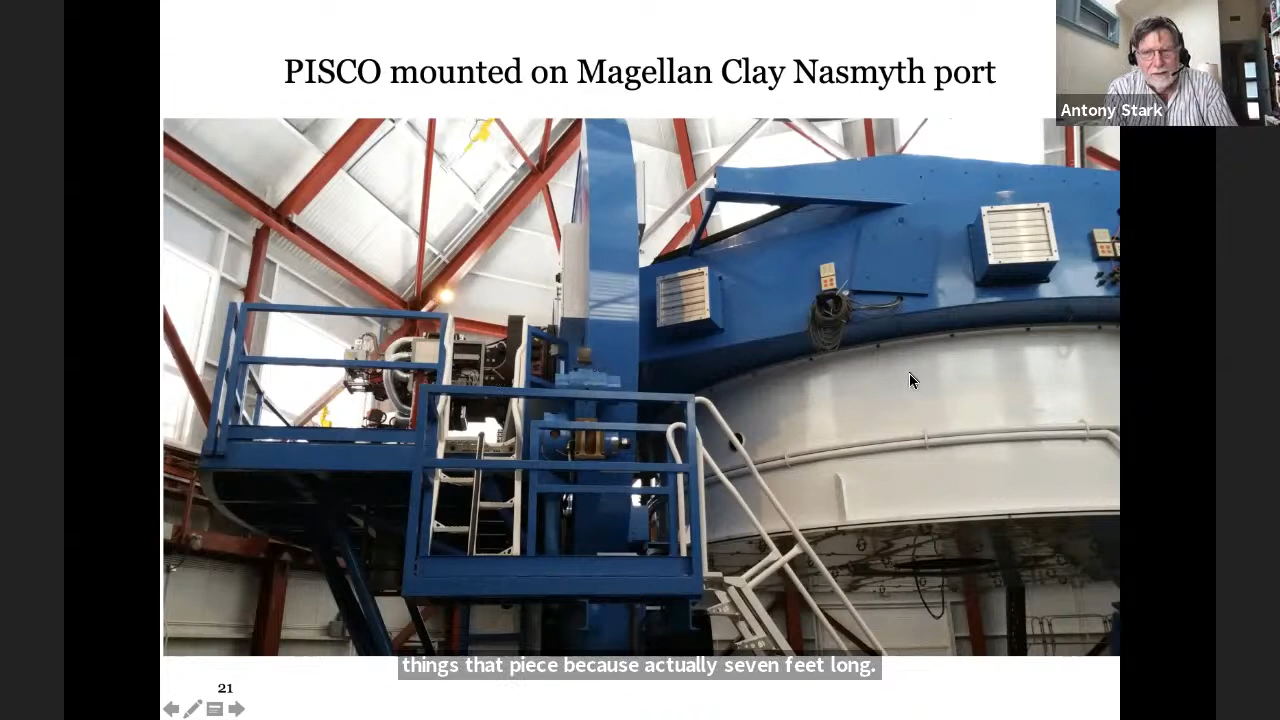 PISCO mounted on Magellan Clay Nasmyth port
Antony Stark
things that piece because actually seven feet long.
21